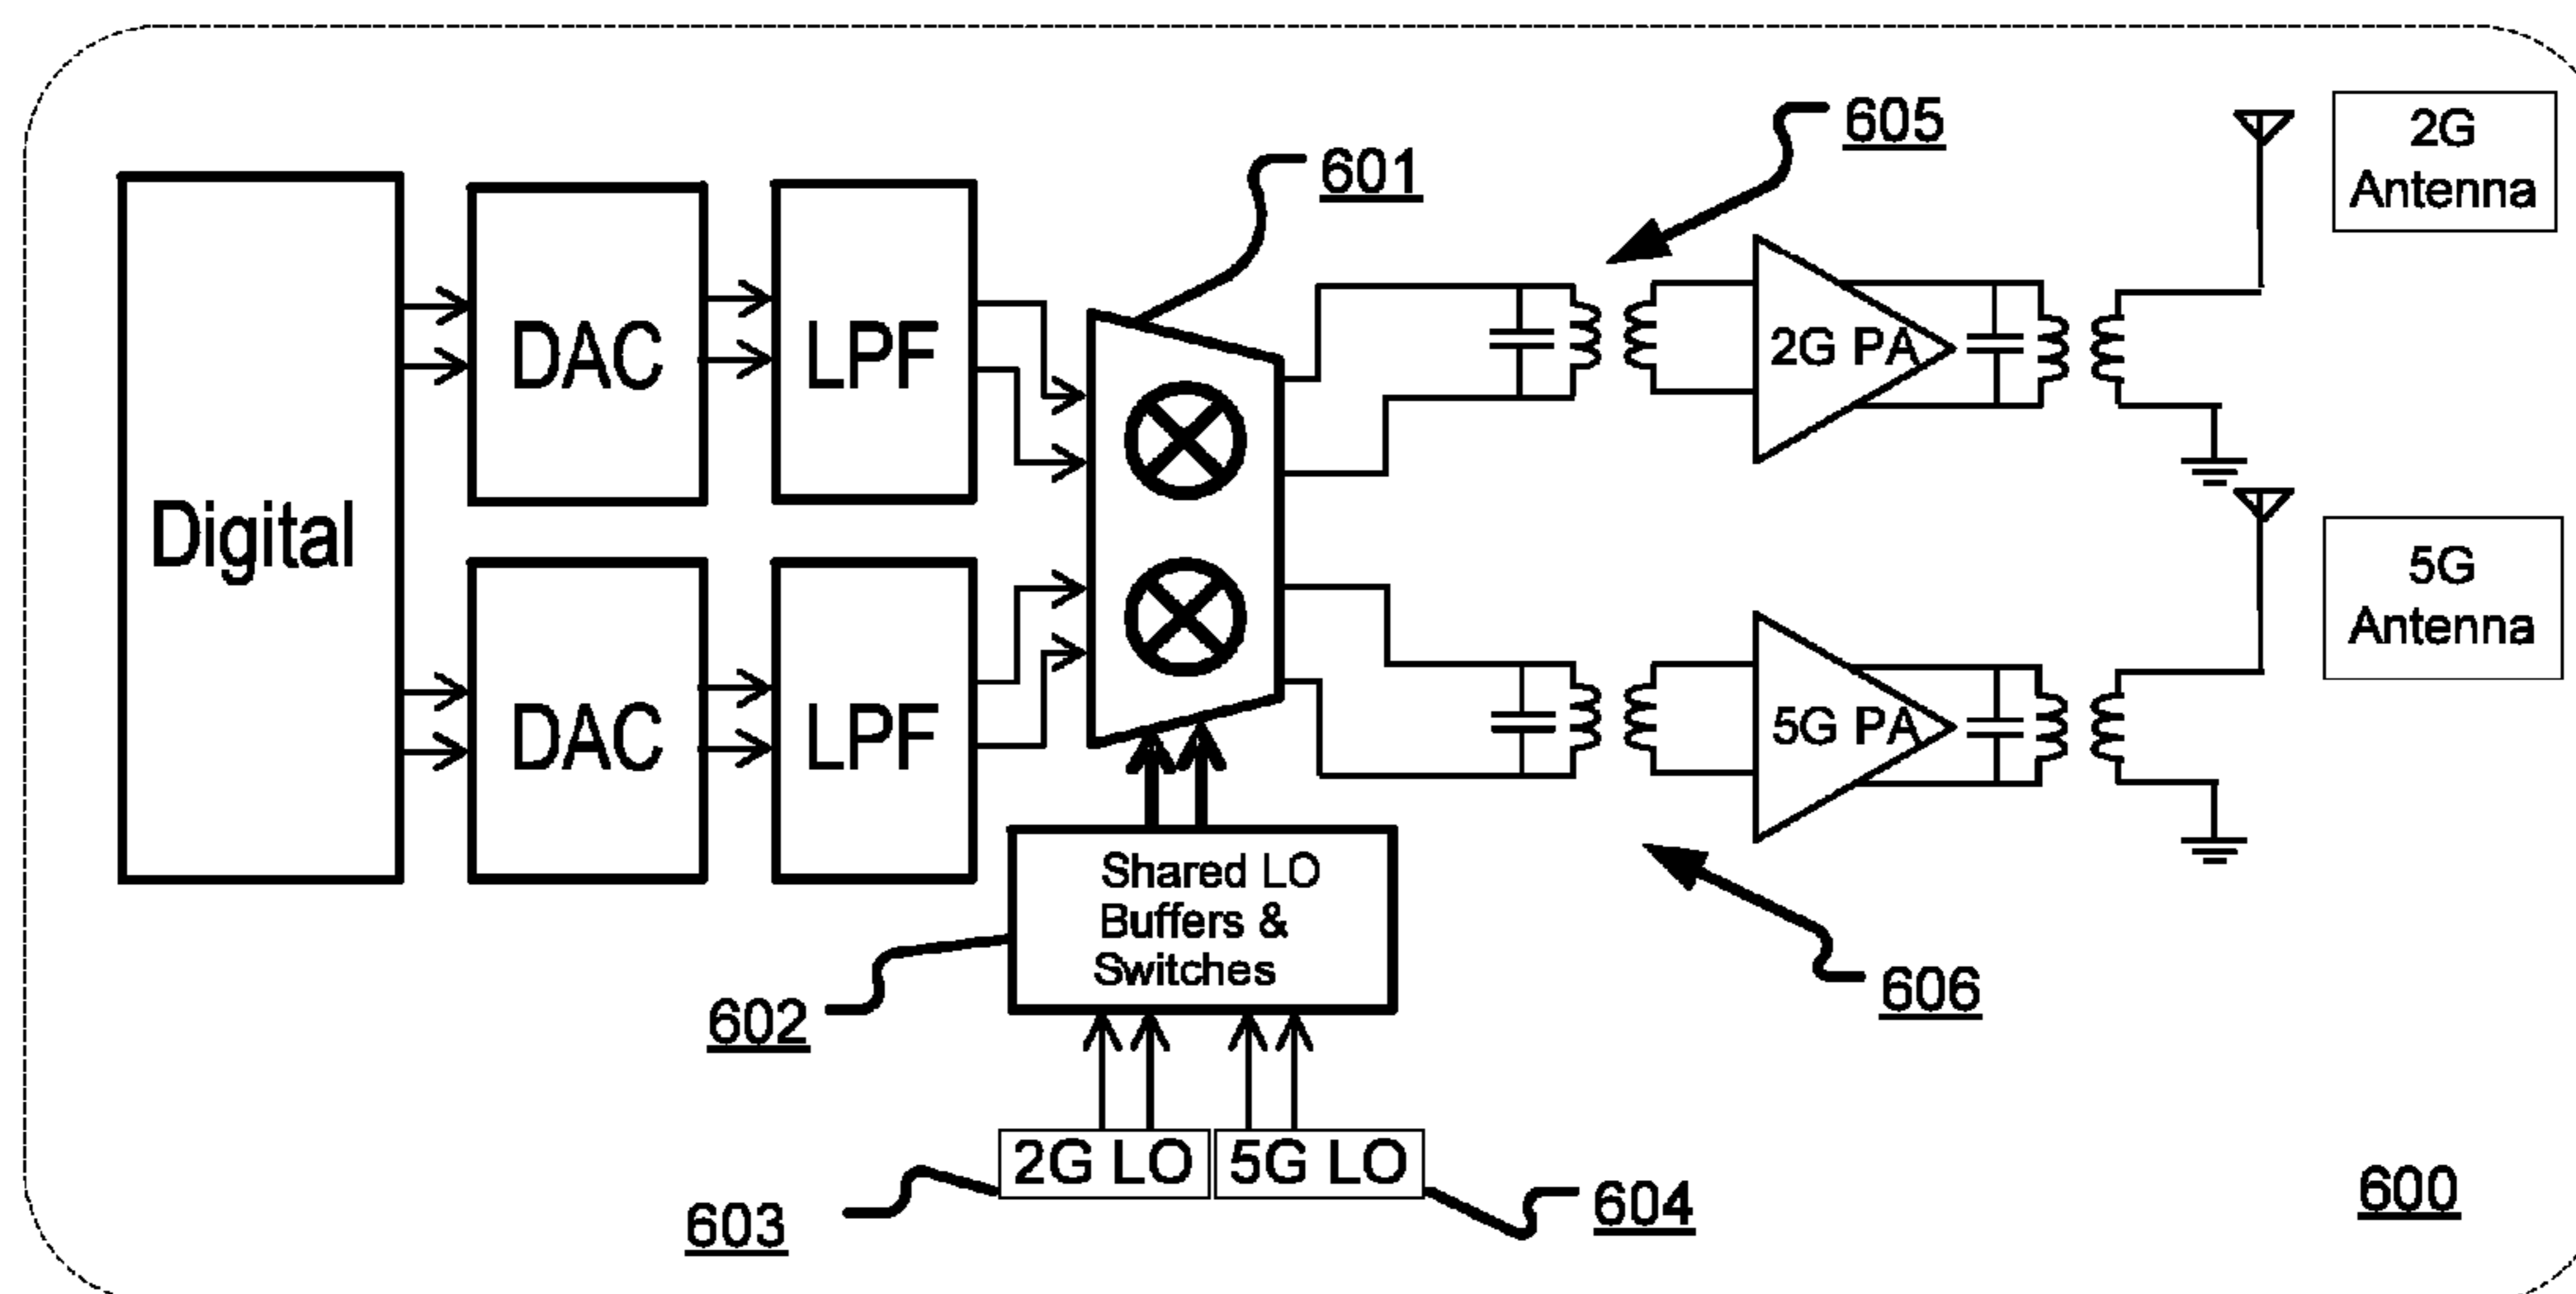 605
2G
Antenna
601
DAC
LPF
2G PA
Digital
5G
Antenna
DAC
LPF
5G PA
Shared LO
Buffers &
Switches
602
606
2G LO
5G LO
603
604
600